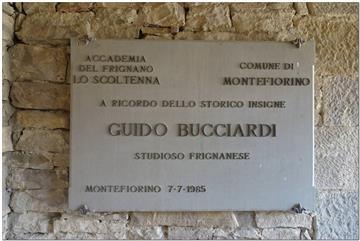 ACCADEMIA
DEL FRIGNANO
LO SCOLTENNA
COMUNE DI
MONTEFIORINO
A RICORDO DELLO STORICO INSIGNE
GUIDO BUCCIARDI
STUDIOSO FRIGNANESE
MONTEFIORINO 7-7-1985